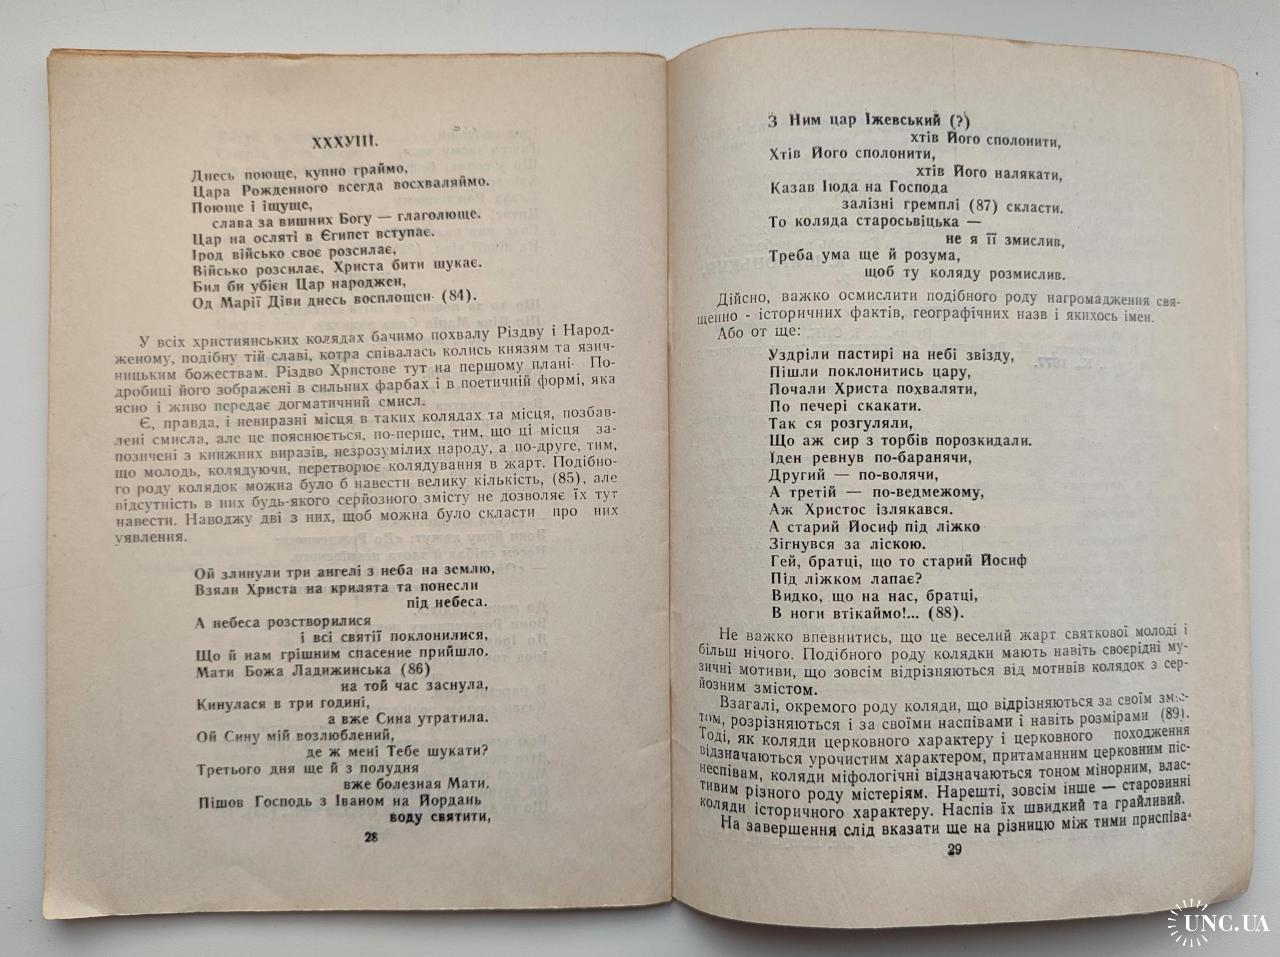 XXXУІІІ.
Днесь поюще, купно граймо,
Цара Рожденного всегда восхваляймо.
Поюще і іщуще,
слава за вишних Богу — глаголюще.
Цар на осляті в Єгипет вступає.
Ірод військо своє розсилає,
Військо розсилає, Христа бити шукає.
Бил би убієн Цар народжен,
Од Марії Діви днесь восплощен (84).
У всіх християнських колядах бачимо похвалу Різдву і Народ-
женому, подібну тій славі, котра співалась колись князям та язич-
ницьким божествам. Різдво Христове тут на першому плані. По-
дробиці його зображені в сильних фарбах і в поетичній формі, яка
ясно і живо передає догматичний смисл.
Є, правда, і невиразні місця в таких колядах та місця, позбав-
лені смисла, але це пояснюється, по-перше, тим, що ці місця за-
позичені з книжних виразів, незрозумілих народу, а по-друге, тим,
що молодь, колядуючи, перетворює колядування в жарт. Подібно-
го роду колядок можна було б навести велику кількість, (85), але
відсутність в них будь-якого серйозного змісту не дозволяє їх тут
навести. Наводжу дві з них, щоб можна було скласти про них
уявлення.
Ой злинули три ангелі з неба на землю,
Взяли Христа на крилята та понесли
під небеса.
А небеса розстворилися
і всі святії поклонилися,
Що й нам грішним спасение прийшло.
Мати Божа Ладижинська (86)
на той час заснула,
Кинулася в три годині,
а вже Сина утратила.
Ой Сину мій возлюблений,
де ж мені Тебе шукати?
Третього дня ще й з полудня
вже болезная Мати.
Пішов Господь з Іваном на Йордань
воду святити,
28
З Ним цар Їжевський (?)
хтів Його сполонити,
Хтів Його сполонити,
хтів Його налякати,
Казав Іюда на Господа
залізні гремплі (87) скласти.
То коляда старосьвіцька —
не я її змислив,
Треба ума ще й розума,
щоб ту коляду розмислив.
Дійсно, важко осмислити подібного роду нагромадження свя-
щенно - історичних фактів, географічних назв і якихось імен.
Або от ще:
Уздріли пастирі на небі звізду,
Пішли поклонитись цару,
Почали Христа похваляти,
По печері скакати.
Так ся розгуляли,
Що аж сир з торбів порозкидали.
Їден ревнув по-баранячи,
Другий — по-волячи,
А третій — по-ведмежому,
Аж Христос ізлякався.
А старий Йосиф під ліжко
Зігнувся за ліскою.
Гей, братці, що то старий Йосиф
Під ліжком лапає?
Видко, що на нас, братці,
В ноги втікаймо!... (88).
Не важко впевнитись, що це веселий жарт святкової молоді і
більш нічого. Подібного роду колядки мають навіть своєрідні му-
зичні мотиви, що зовсім відрізняються від мотивів колядок з сер-
йозним змістом.
Взагалі, окремого роду коляди, що відрізняються за своїм зміс-
том, розрізняються і за своїми наспівами і навіть розмірами (89).
Тоді, як коляди церковного характеру і церковного походження
відзначаються урочистим характером, притаманним церковним піс-
неспівам, коляди міфологічні відзначаються тоном мінорним, влас-
тивим різного роду містеріям. Нарешті, зовсім інше — старовинні
коляди історичного характеру. Наспів їх швидкий та грайливий.
На завершення слід вказати ще на різницю між тими приспіва-
29
UNC.UA